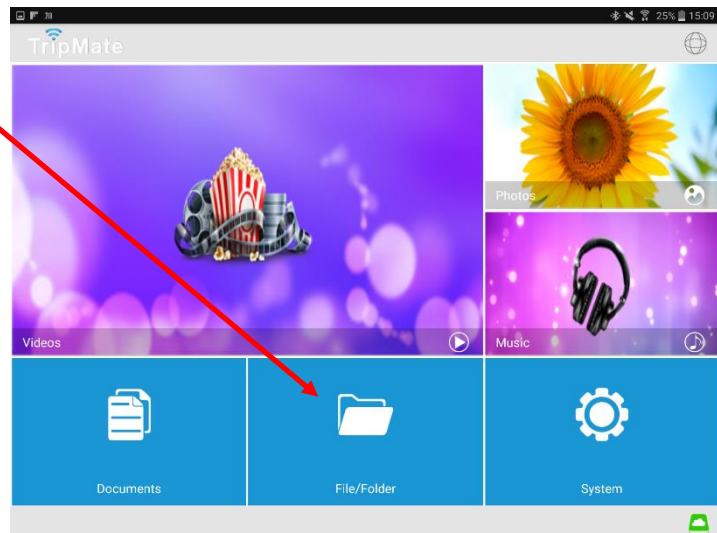 25% 15:09
TripMate
Photos
Videos
Music
Documents
File/Folder
System